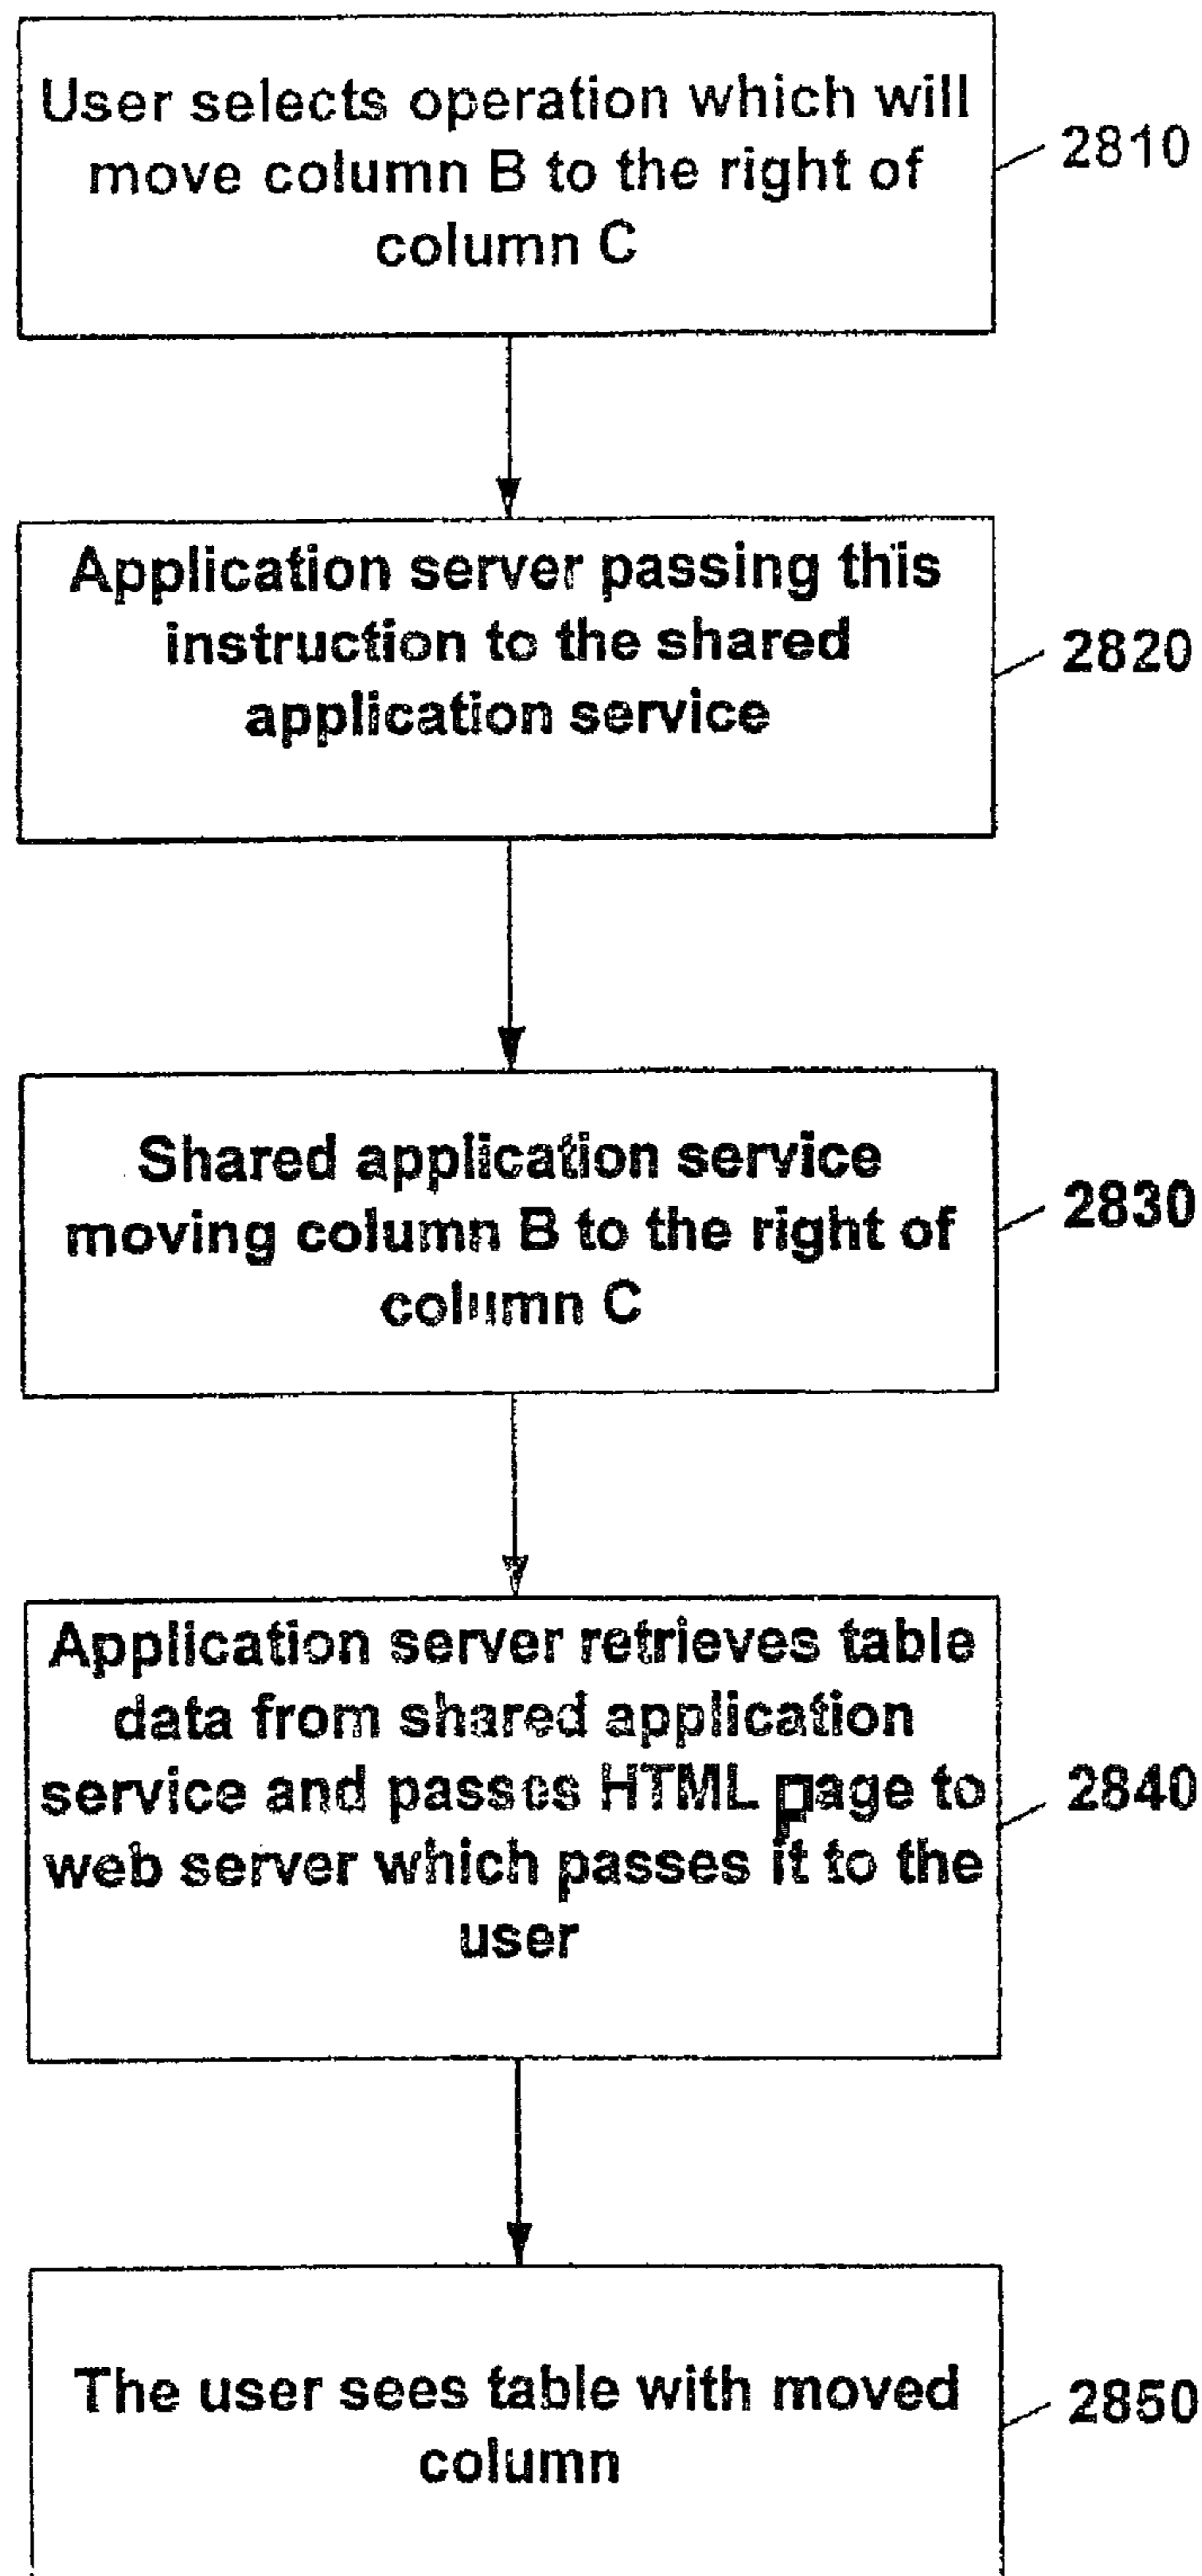 User selects operation which will
move column B to the right of
column C
2810
Application server passing this
instruction to the shared
application service
2820
Shared application service
moving column B to the right of
column C
2830
Application server retrieves table
data from shared application
service and passes HTML page to
web server which passes it to the
user
2840
The user sees table with moved
column
2850